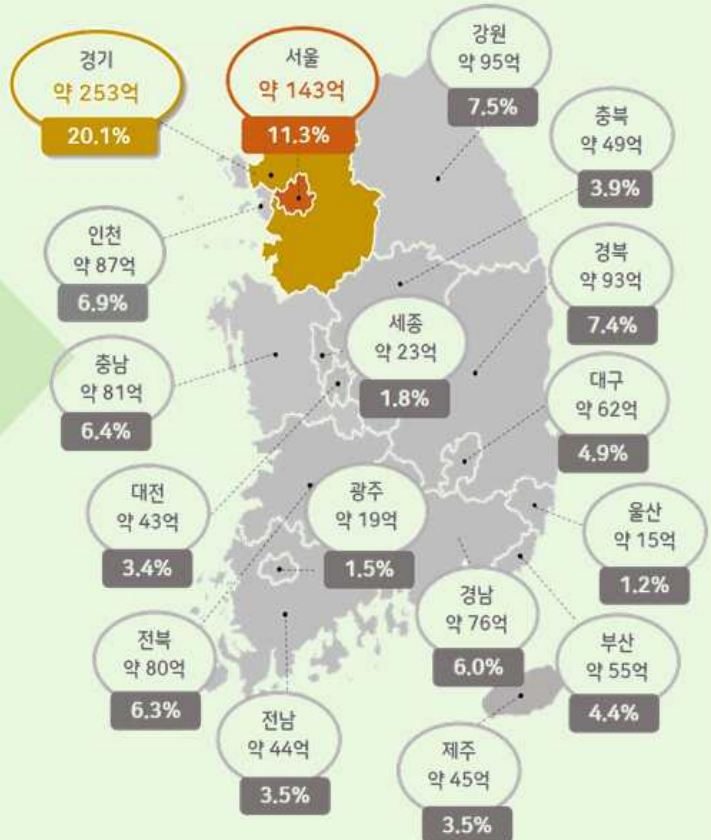 경기
약 253억
20.1%
서울
약 143억
11.3%
강원
약 95억
7.5%
충북
약 49억
3.9%
인천
약 87억
6.9%
경북
약 93억
7.4%
세종
약 23억
1.8%
충남
약 81억
6.4%
대구
약 62억
4.9%
대전
약 43억
3.4%
광주
약 19억
1.5%
울산
약 15억
1.2%
경남
약 76억
6.0%
전북
약 80억
6.3%
부산
약 55억
4.4%
전남
약 44억
3.5%
제주
약 45억
3.5%